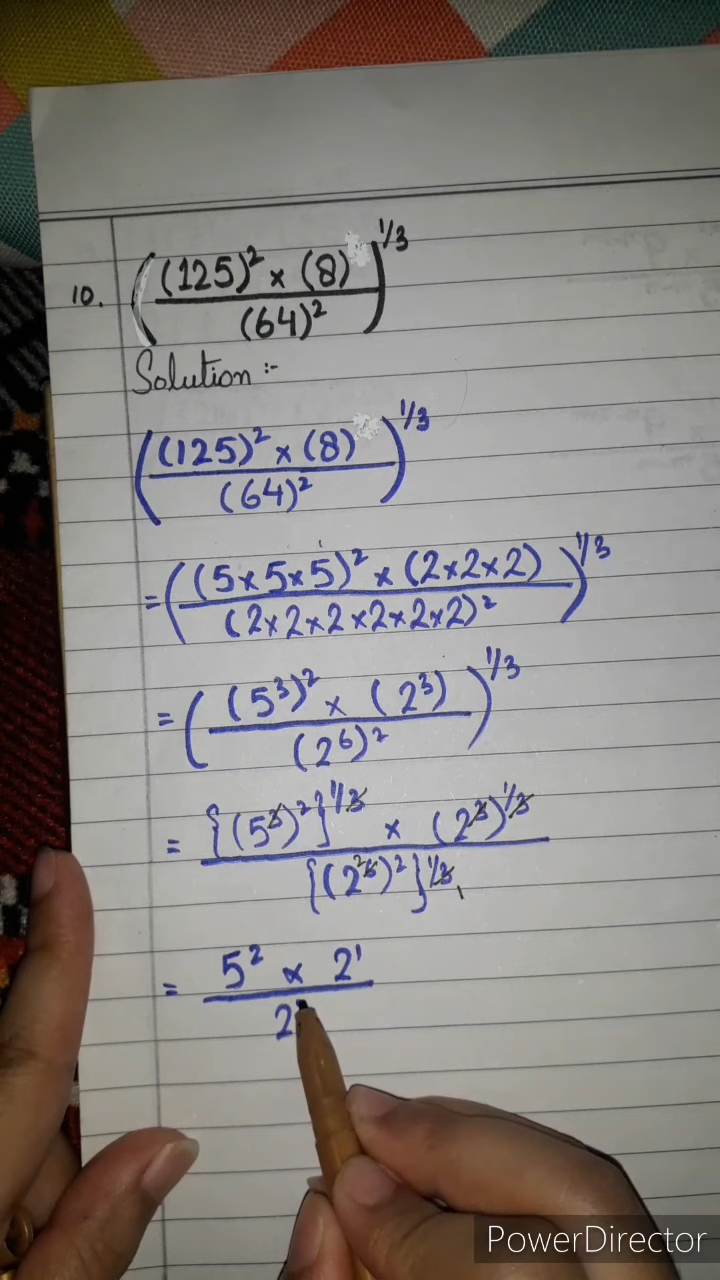 10. ((125)² × (8) / (64)²)^1/3
Solution :-
((125)² × (8) / (64)²)^1/3
= ((5×5×5)² × (2×2×2) / (2×2×2×2×2×2)²)^1/3
= ((5³)² × (2³) / (2⁶)²)^1/3
= {(5³)²}^1/3 × (2³)^1/3 / {(2⁶)²}^1/3
= 5² × 2¹ / 2
PowerDirector